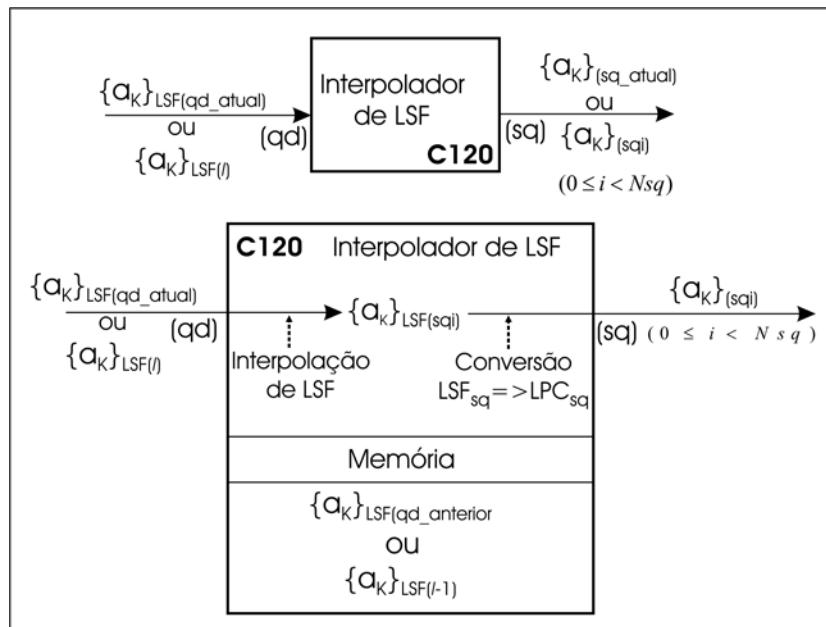 {a_K}_LSF(qd_atual)
ou
{a_K}_LSF(l)
(qd)
Interpolador
de LSF
C120
(sq)
{a_K}_(sq_atual)
ou
{a_K}_(sqi)
(0 ≤ i < Nsq)
C120 Interpolador de LSF
{a_K}_LSF(qd_atual)
ou
{a_K}_LSF(l)
(qd)
{a_K}_LSF(sqi)
Interpolação
de LSF
Conversão
LSF_sq=>LPC_sq
{a_K}_(sqi)
(sq) (0 ≤ i < N s q)
Memória
{a_K}_LSF(qd_anterior
ou
{a_K}_LSF(l-1)